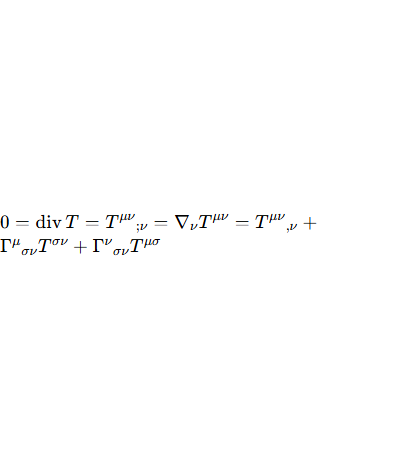 0 = div T = T^{μν}_{;ν} = ∇_ν T^{μν} = T^{μν}_{,ν} +
Γ^μ_{σν} T^{σν} + Γ^ν_{σν} T^{μσ}